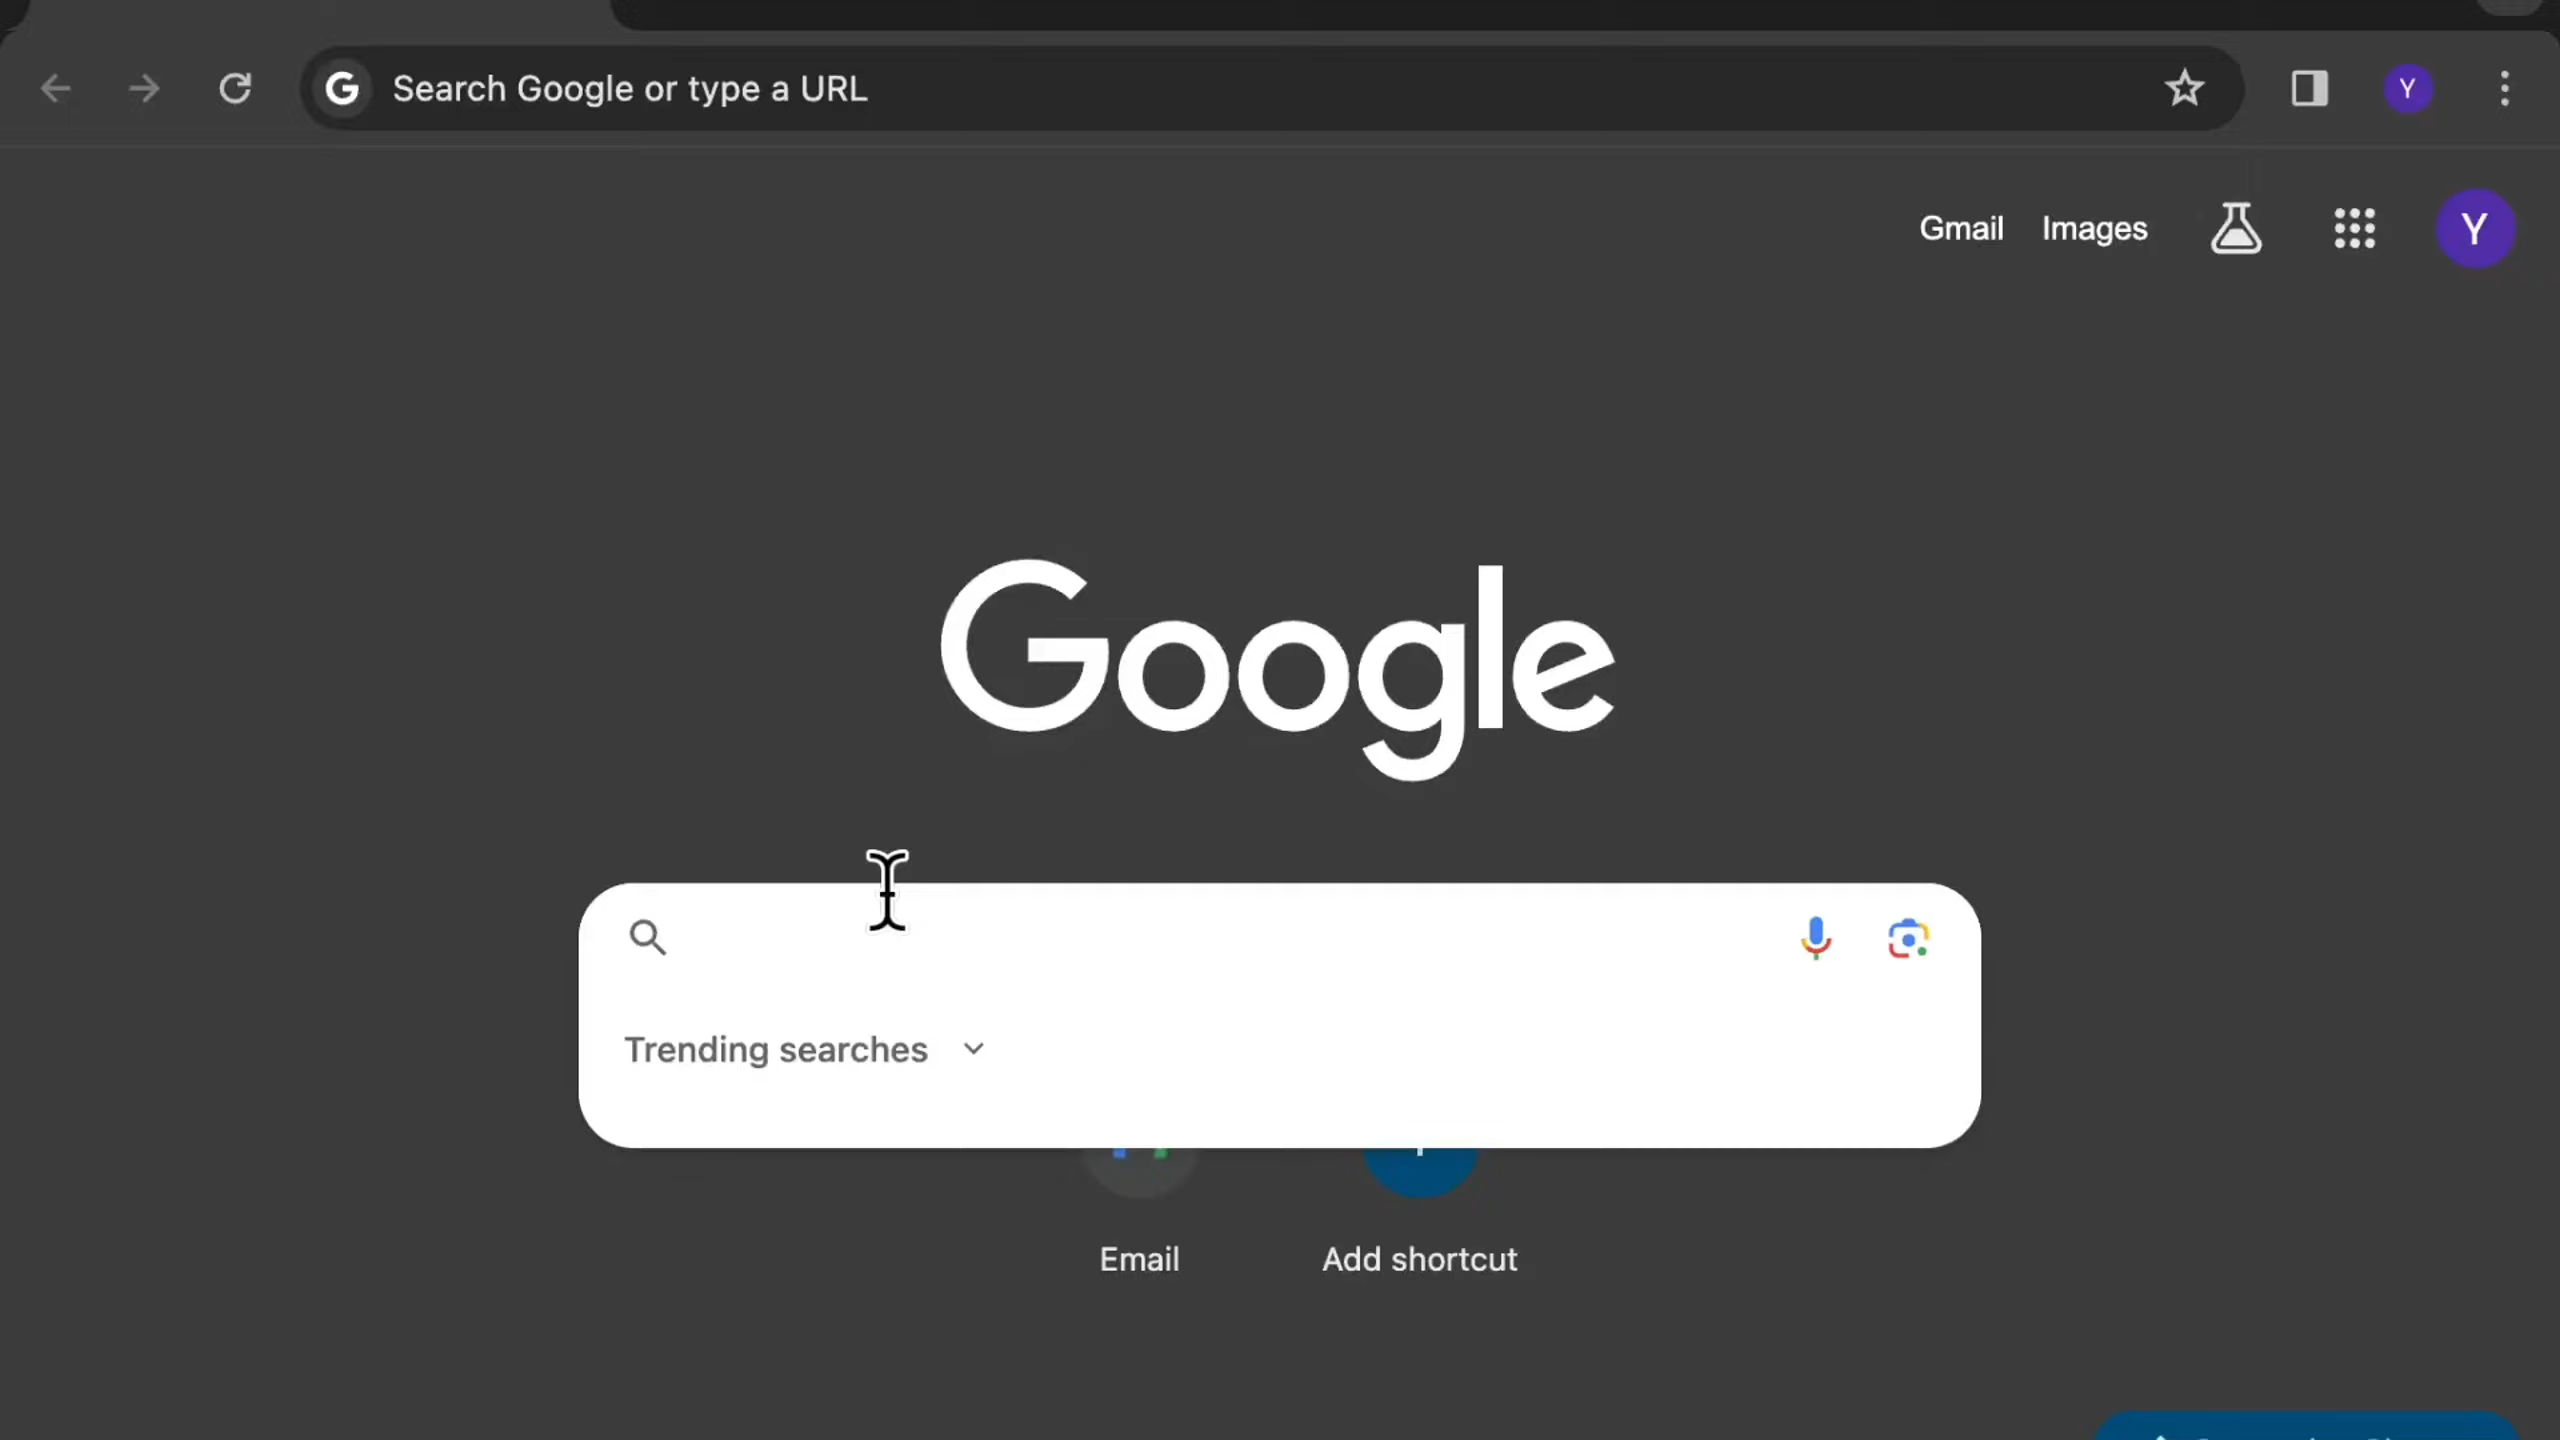 Search Google or type a URL
Y
Gmail Images
Y
Google
Trending searches
Email
Add shortcut